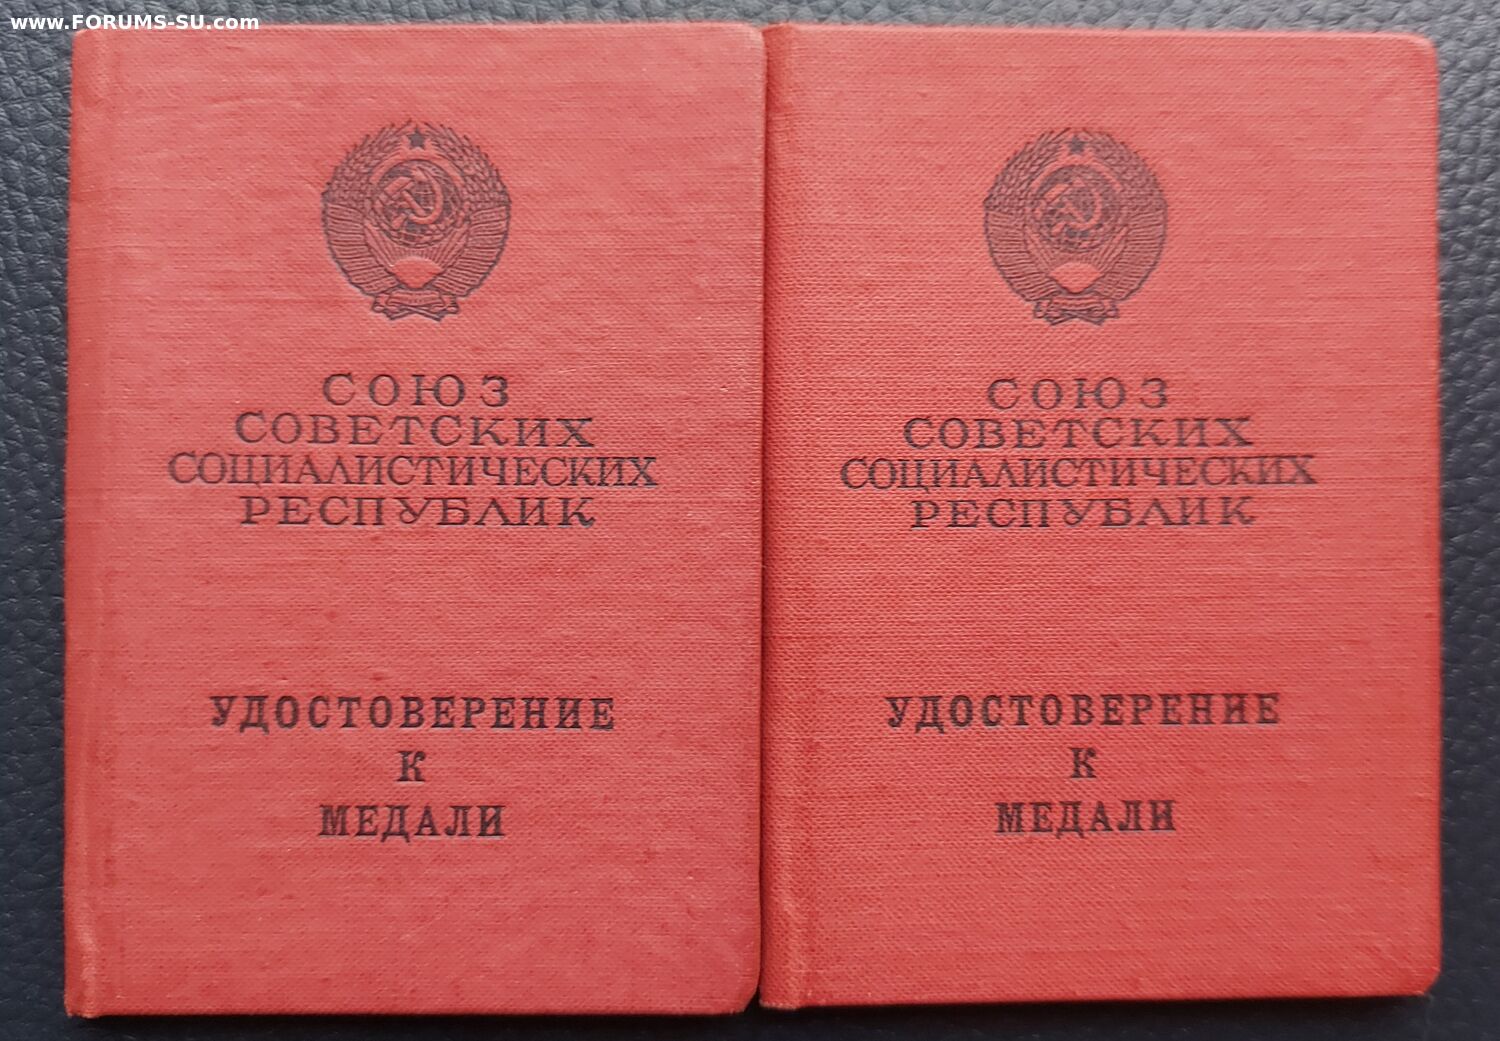 www.FORUMS-SU.com
СОЮЗ
СОВЕТСКИХ
СОЦИАЛИСТИЧЕСКИХ
РЕСПУБЛИК
УДОСТОВЕРЕНИЕ
К
МЕДАЛИ
СОЮЗ
СОВЕТСКИХ
СОЦИАЛИСТИЧЕСКИХ
РЕСПУБЛИК
УДОСТОВЕРЕНИЕ
К
МЕДАЛИ